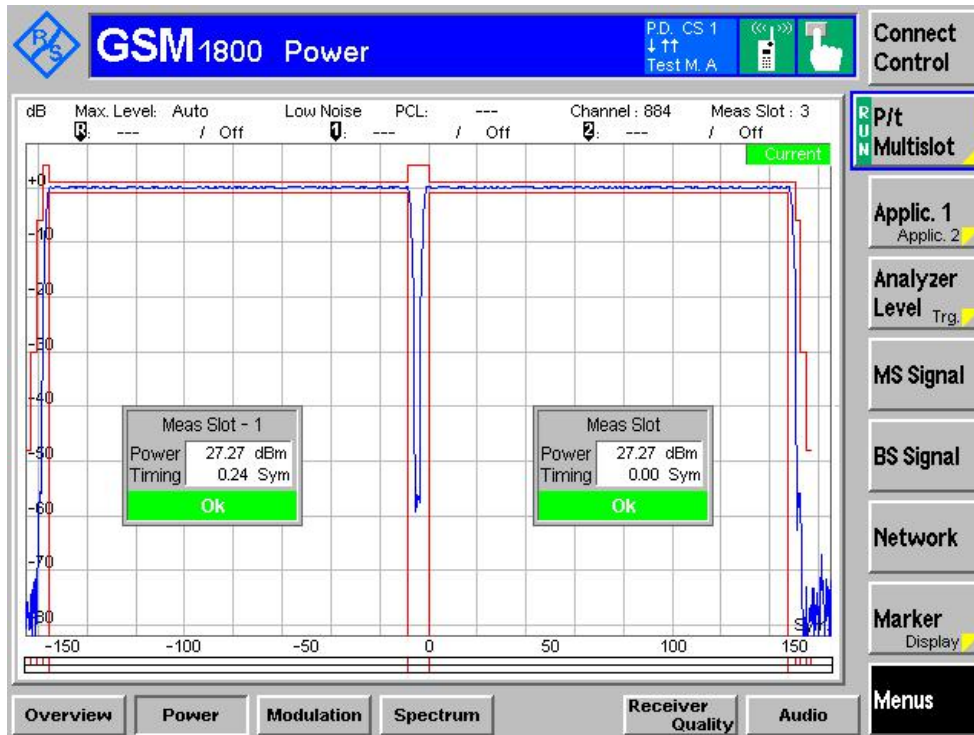 R&S
GSM 1800 Power
P.D. CS 1
↓ ↑↑
Test M. A
Connect Control
dB Max. Level: Auto Low Noise PCL: --- Channel : 884 Meas Slot : 3
R: --- / Off 1: --- / Off 2: --- / Off
Current
RUN
P/t Multislot
Applic. 1
Applic. 2
Analyzer Level
Trg.
MS Signal
BS Signal
Network
Marker
Display
Menus
+0
-10
-20
-30
-40
-50
-60
-70
-80
Meas Slot - 1
Power 27.27 dBm
Timing 0.24 Sym
Ok
Meas Slot
Power 27.27 dBm
Timing 0.00 Sym
Ok
-150 -100 -50 0 50 100 150
Overview Power Modulation Spectrum Receiver Quality Audio